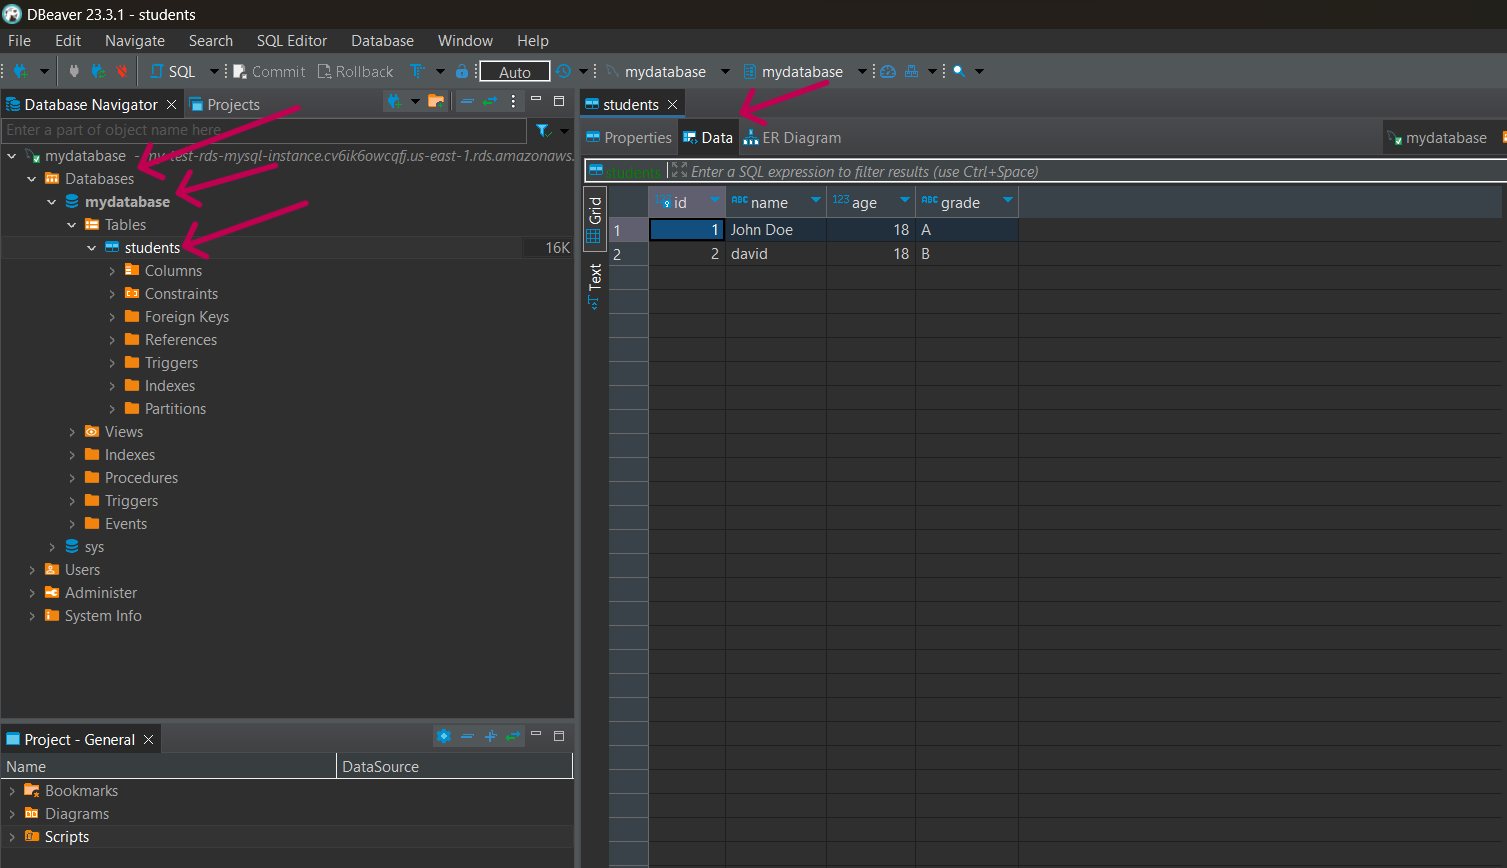 DBeaver 23.3.1 - students
File Edit Navigate Search SQL Editor Database Window Help
SQL Commit Rollback Auto mydatabase mydatabase
Database Navigator Projects
Enter a part of object name here
mydatabase - my-test-rds-mysql-instance.cv6ik6owcqfj.us-east-1.rds.amazonaws.
Databases
mydatabase
Tables
students 16K
Columns
Constraints
Foreign Keys
References
Triggers
Indexes
Partitions
Views
Indexes
Procedures
Triggers
Events
sys
Users
Administer
System Info
Project - General
Name DataSource
Bookmarks
Diagrams
Scripts
students
Properties Data ER Diagram mydatabase
students Enter a SQL expression to filter results (use Ctrl+Space)
Grid
Text
id ABC name 123 age ABC grade
1 1 John Doe 18 A
2 2 david 18 B